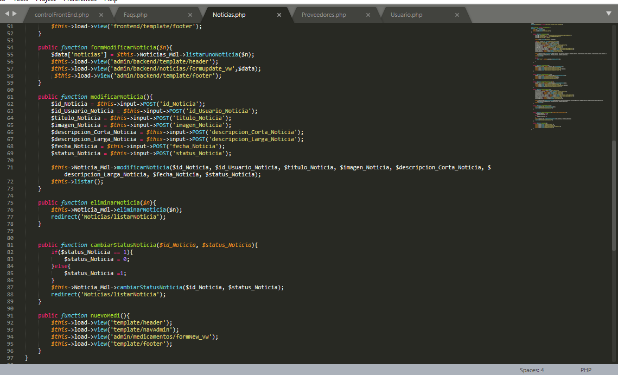 controlFrontEnd.php × Faqs.php × Noticias.php × Proveedores.php × Usuario.php ×
51 $this->load->view('frontend/template/footer');
53 }
54 public function formModificarNoticia($n){
55 $data['noticias'] = $this->Noticias_Mdl->listarUnoNoticia($n);
56 $this->load->view('admin/backend/template/header');
57 $this->load->view('admin/backend/noticias/formupdate_vw',$data);
58 $this->load->view('admin/backend/template/footer');
59 }
60
61 public function modificarNoticia(){
62 $id_Noticia = $this->input->POST('id_Noticia');
63 $id_Usuario_Noticia = $this->input->POST('id_Usuario_Noticia');
64 $titulo_Noticia = $this->input->POST('titulo_Noticia');
65 $imagen_Noticia = $this->input->POST('imagen_Noticia');
66 $descripcion_Corta_Noticia = $this->input->POST('descripcion_Corta_Noticia');
67 $descripcion_Larga_Noticia = $this->input->POST('descripcion_Larga_Noticia');
68 $fecha_Noticia = $this->input->POST('fecha_Noticia');
69 $status_Noticia = $this->input->POST('status_Noticia');
70
71 $this->Noticia_Mdl->modificarNoticia($id_Noticia, $id_Usuario_Noticia, $titulo_Noticia, $imagen_Noticia, $descripcion_Corta_Noticia, $
descripcion_Larga_Noticia, $fecha_Noticia, $status_Noticia);
72 $this->listar();
73 }
74
75 public function eliminarNoticia($n){
76 $this->Noticia_Mdl->eliminarNoticia($n);
77 redirect('Noticias/listarNoticia');
78 }
79
80
81 public function cambiarStatusNoticia($id_Noticia, $status_Noticia){
82 if($status_Noticia == 1){
83 $status_Noticia = 0;
84 }else{
85 $status_Noticia =1;
86 }
87 $this->Noticia_Mdl->cambiarStatusNoticia($id_Noticia, $status_Noticia);
88 redirect('Noticias/listarNoticia');
89 }
90
91 public function nuevomedi(){
92 $this->load->view('template/header');
93 $this->load->view('template/navAdmin');
94 $this->load->view('admin/medicamentos/formnew_vw');
95 $this->load->view('template/footer');
96 }
97 }
Spaces: 4 PHP